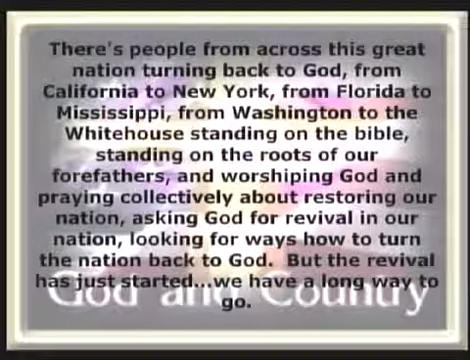 There's people from across this great
nation turning back to God, from
California to New York, from Florida to
Mississippi, from Washington to the
Whitehouse standing on the bible,
standing on the roots of our
forefathers, and worshiping God and
praying collectively about restoring our
nation, asking God for revival in our
nation, looking for ways how to turn
the nation back to God.  But the revival
has just started...we have a long way to
go.
God and Country